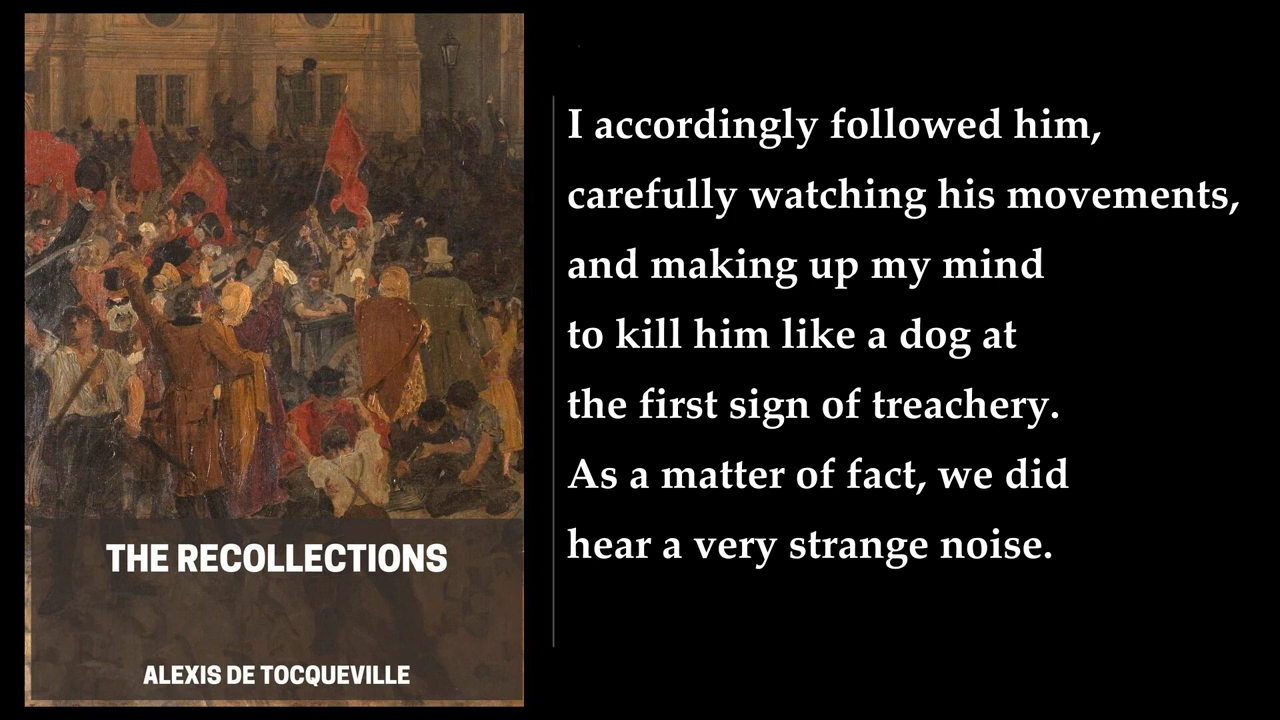 THE RECOLLECTIONS
ALEXIS DE TOCQUEVILLE
I accordingly followed him,
carefully watching his movements,
and making up my mind
to kill him like a dog at
the first sign of treachery.
As a matter of fact, we did
hear a very strange noise.